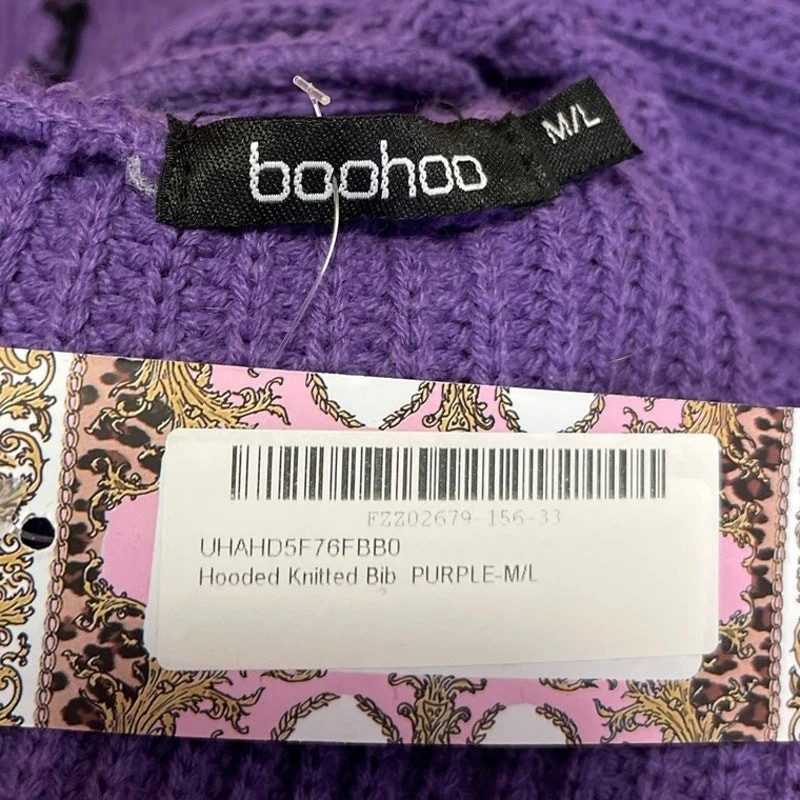 boohoo
M/L
FZZ02679-156-33
UHAHD5F76FBB0
Hooded Knitted Bib PURPLE-M/L